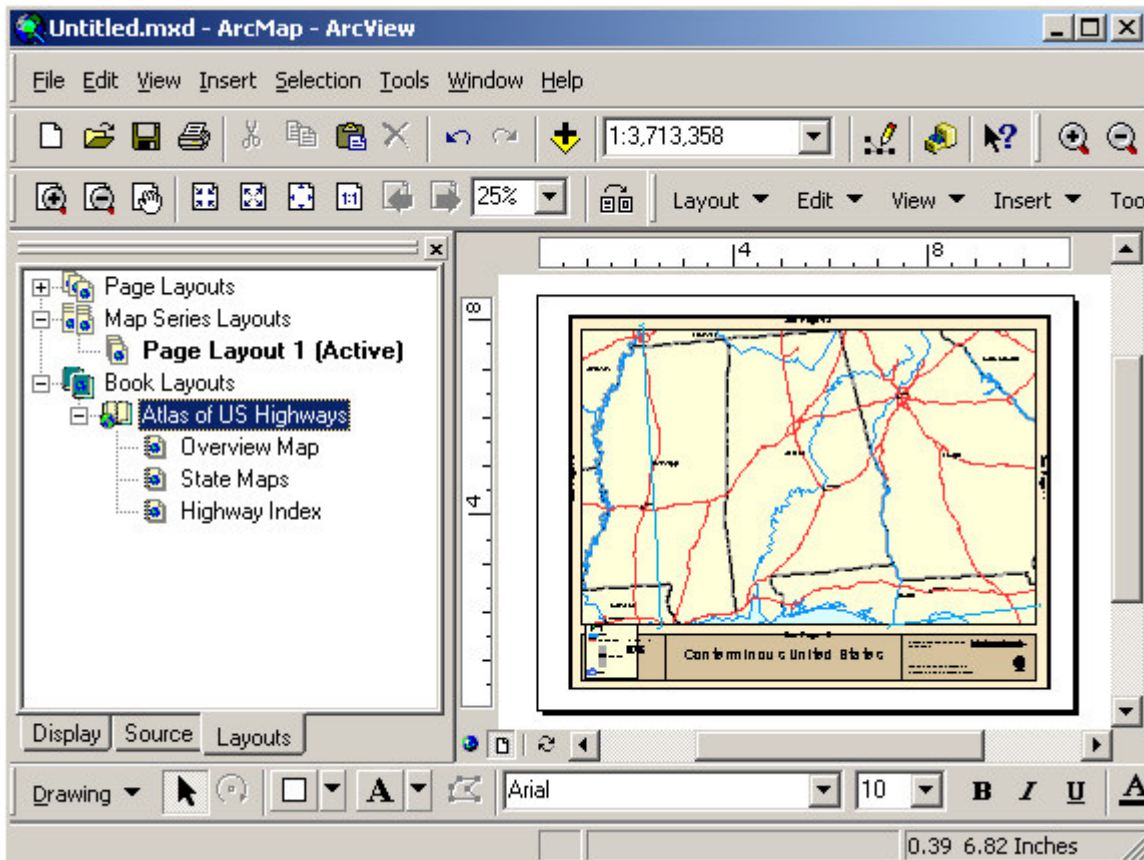 Untitled.mxd - ArcMap - ArcView
File Edit View Insert Selection Tools Window Help
1:3,713,358
1:1 25% Layout Edit View Insert Too
4 8
Page Layouts
Map Series Layouts
Page Layout 1 (Active)
Book Layouts
Atlas of US Highways
Overview Map
State Maps
Highway Index
8
4
Conterminous United States
Display Source Layouts
Drawing A Arial 10 B I U A
0.39 6.82 Inches